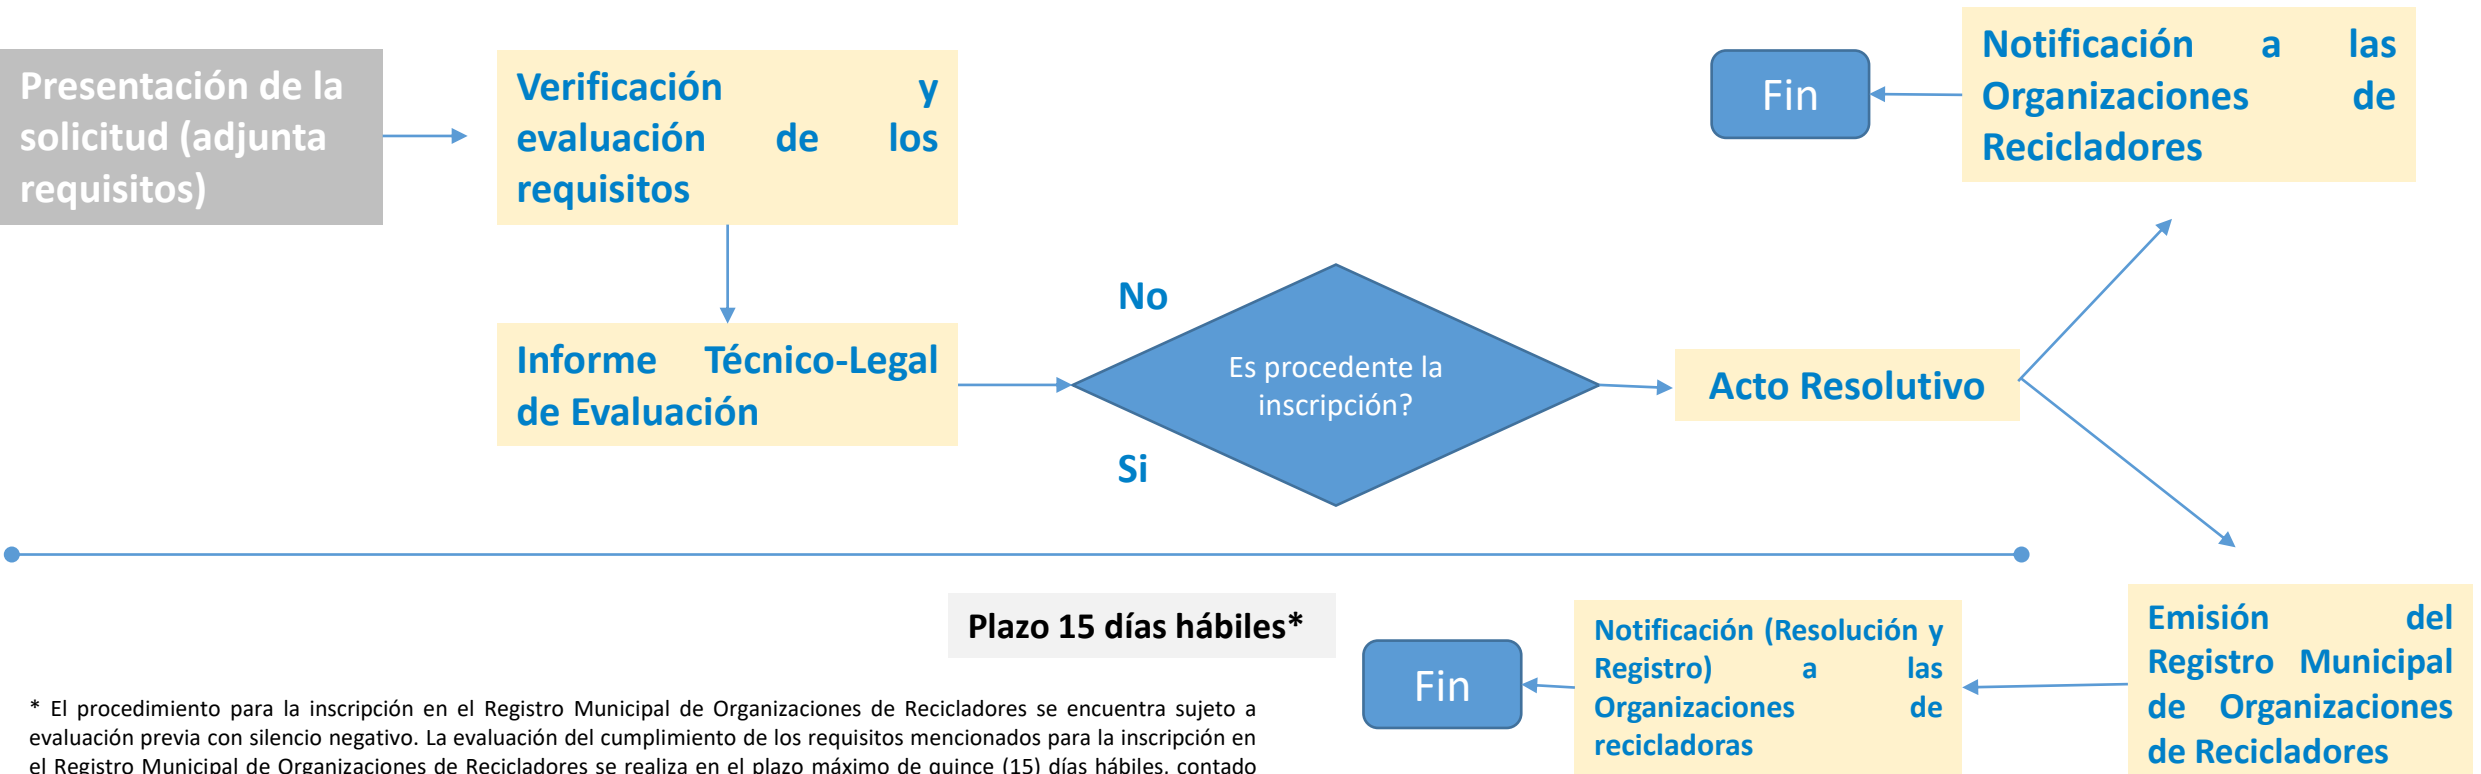 Presentación de la
solicitud (adjunta
requisitos)
Verificación y
evaluación de los
requisitos
Informe Técnico-Legal
de Evaluación
No
Es procedente la
inscripción?
Si
Acto Resolutivo
Notificación a las
Organizaciones de
Recicladores
Fin
Emisión del
Registro Municipal
de Organizaciones
de Recicladores
Notificación (Resolución y
Registro) a las
Organizaciones de
recicladoras
Fin
Plazo 15 días hábiles*
* El procedimiento para la inscripción en el Registro Municipal de Organizaciones de Recicladores se encuentra sujeto a
evaluación previa con silencio negativo. La evaluación del cumplimiento de los requisitos mencionados para la inscripción en
el Registro Municipal de Organizaciones de Recicladores se realiza en el plazo máximo de quince (15) días hábiles, contado